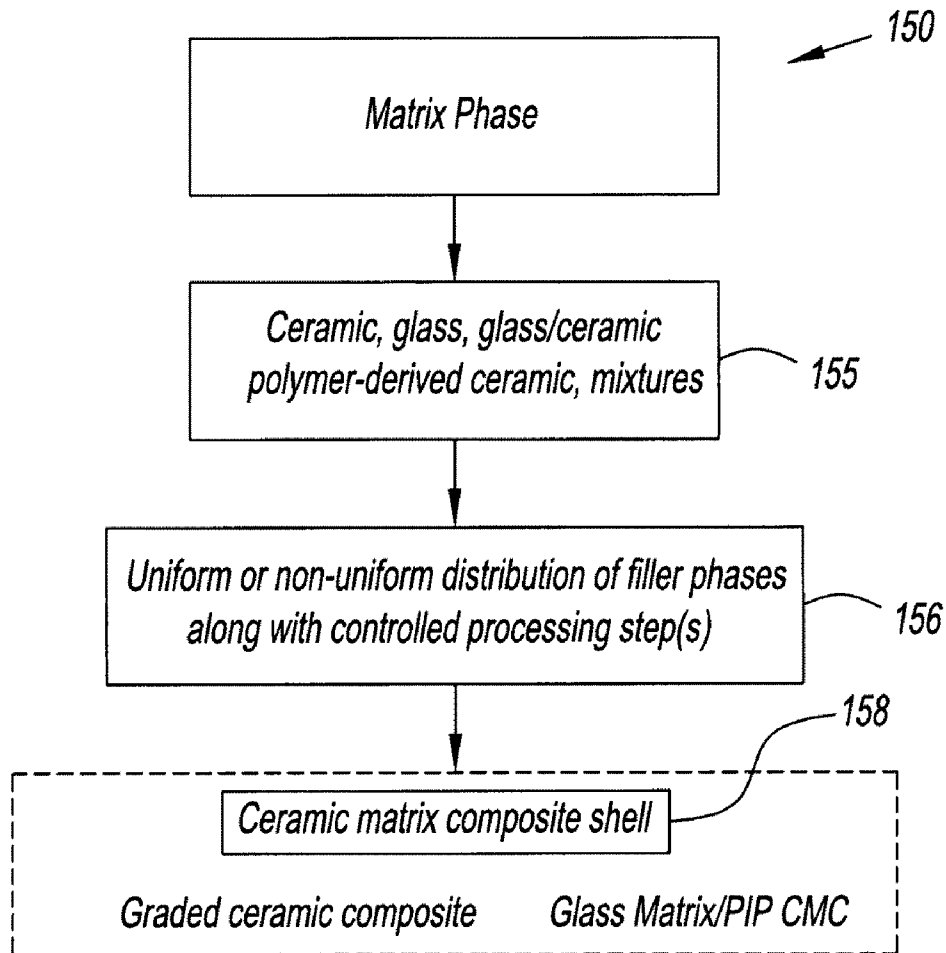 150
Matrix Phase
Ceramic, glass, glass/ceramic
polymer-derived ceramic, mixtures
155
Uniform or non-uniform distribution of filler phases
along with controlled processing step(s)
156
158
Ceramic matrix composite shell
Graded ceramic composite Glass Matrix/PIP CMC